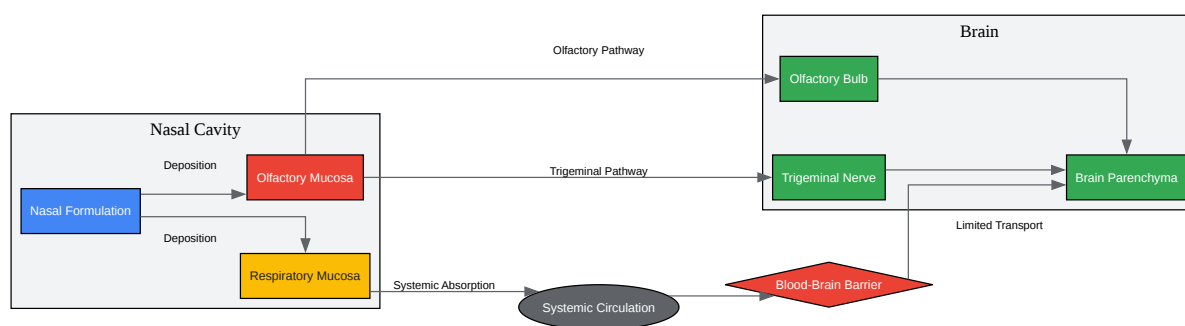 Brain
Olfactory Pathway
Olfactory Bulb
Nasal Cavity
Deposition
Olfactory Mucosa
Trigeminal Pathway
Trigeminal Nerve
Brain Parenchyma
Nasal Formulation
Deposition
Limited Transport
Respiratory Mucosa
Systemic Absorption
Systemic Circulation
Blood-Brain Barrier